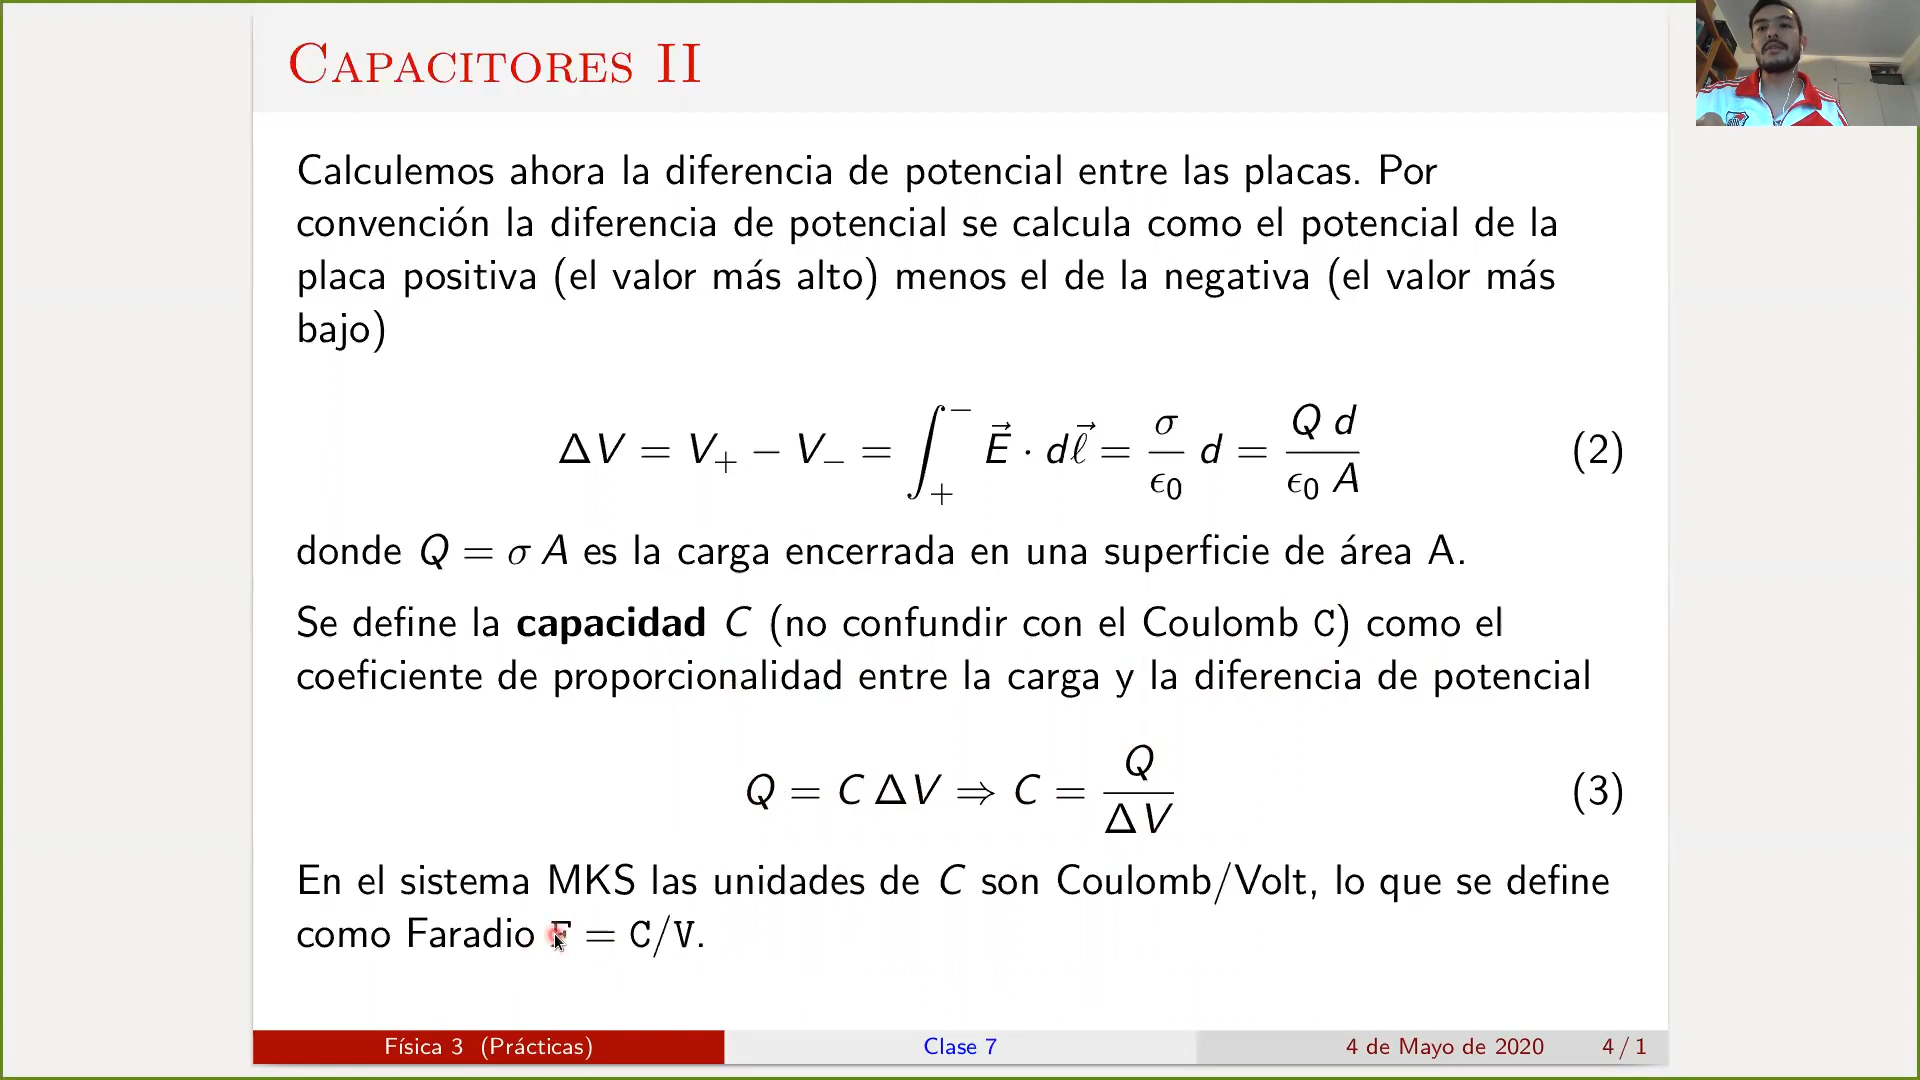 CAPACITORES II
Calculemos ahora la diferencia de potencial entre las placas. Por
convención la diferencia de potencial se calcula como el potencial de la
placa positiva (el valor más alto) menos el de la negativa (el valor más
bajo)
ΔV = V₊ − V₋ = ∫₊⁻ E⃗ · dℓ⃗ = σ/ϵ₀ d = Q d/ϵ₀ A (2)
donde Q = σ A es la carga encerrada en una superficie de área A.
Se define la capacidad C (no confundir con el Coulomb C) como el
coeficiente de proporcionalidad entre la carga y la diferencia de potencial
Q = C ΔV ⇒ C = Q/ΔV (3)
En el sistema MKS las unidades de C son Coulomb/Volt, lo que se define
como Faradio F = C/V.
Física 3 (Prácticas) Clase 7 4 de Mayo de 2020 4 / 1